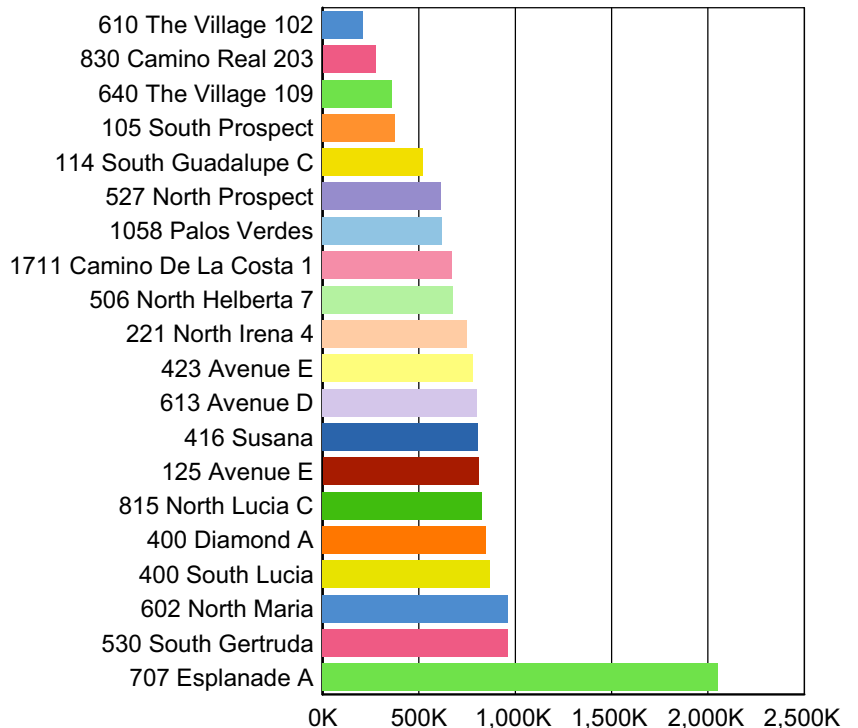 610 The Village 102
830 Camino Real 203
640 The Village 109
105 South Prospect
114 South Guadalupe C
527 North Prospect
1058 Palos Verdes
1711 Camino De La Costa 1
506 North Helberta 7
221 North Irena 4
423 Avenue E
613 Avenue D
416 Susana
125 Avenue E
815 North Lucia C
400 Diamond A
400 South Lucia
602 North Maria
530 South Gertruda
707 Esplanade A
0K 500K 1,000K 1,500K 2,000K 2,500K